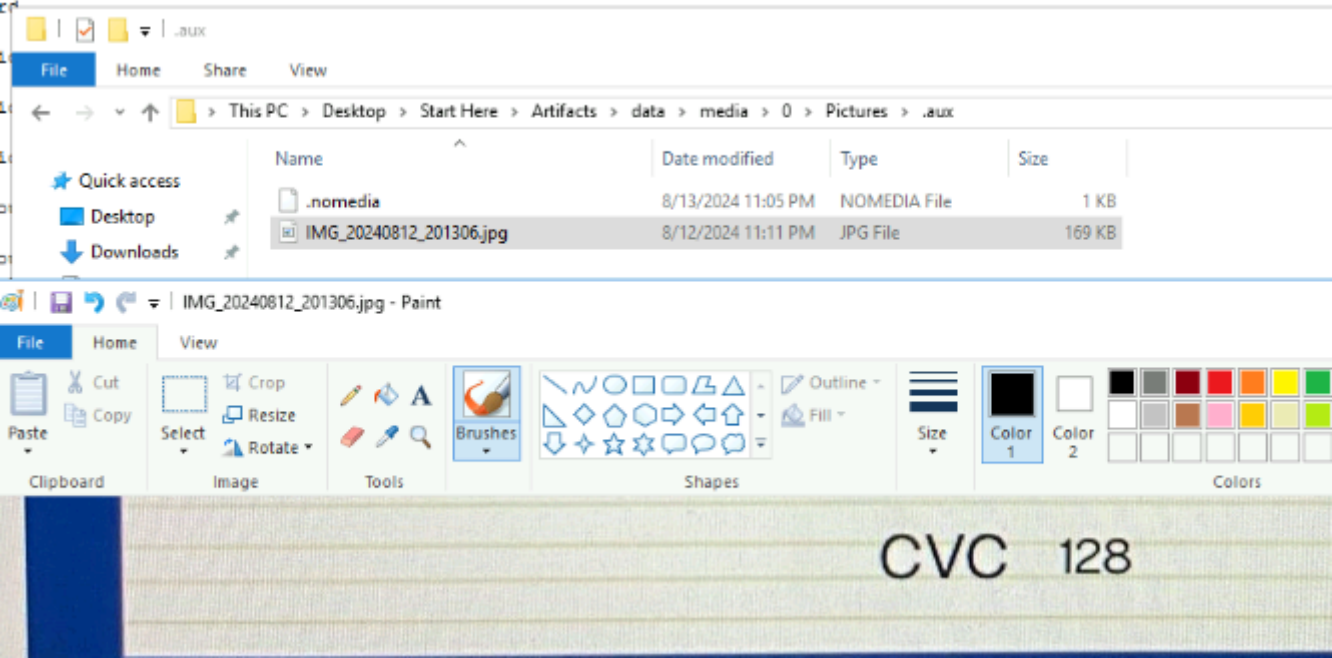 .aux
File Home Share View
This PC > Desktop > Start Here > Artifacts > data > media > 0 > Pictures > .aux
Name Date modified Type Size
Quick access
.nomedia 8/13/2024 11:05 PM NOMEDIA File 1 KB
Desktop
IMG_20240812_201306.jpg 8/12/2024 11:11 PM JPG File 169 KB
Downloads
IMG_20240812_201306.jpg - Paint
File Home View
Cut
Copy
Paste
Clipboard
Select
Crop
Resize
Rotate
Image
A
Tools
Brushes
Outline
Fill
Shapes
Size
Color 1
Color 2
Colors
CVC 128